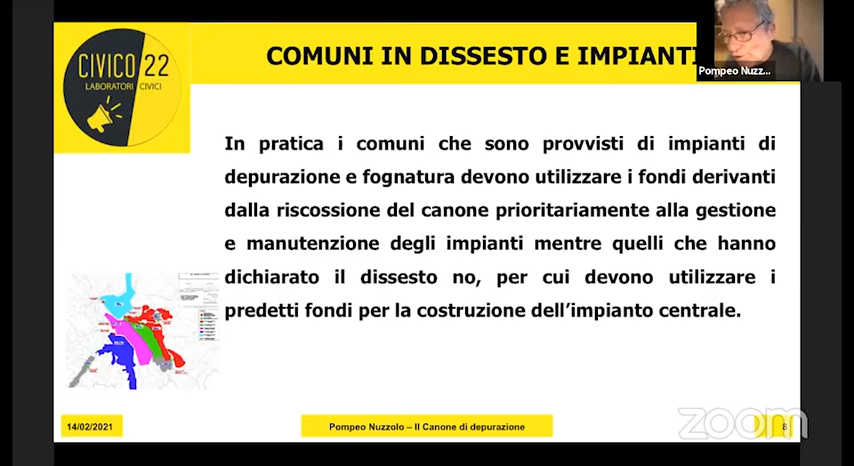 COMUNI IN DISSESTO E IMPIANTI
Pompeo Nuzz...
CIVICO 22
LABORATORI CIVICI
In pratica i comuni che sono provvisti di impianti di
depurazione e fognatura devono utilizzare i fondi derivanti
dalla riscossione del canone prioritariamente alla gestione
e manutenzione degli impianti mentre quelli che hanno
dichiarato il dissesto no, per cui devono utilizzare i
predetti fondi per la costruzione dell'impianto centrale.
14/02/2021
Pompeo Nuzzolo – Il Canone di depurazione
8
zoom